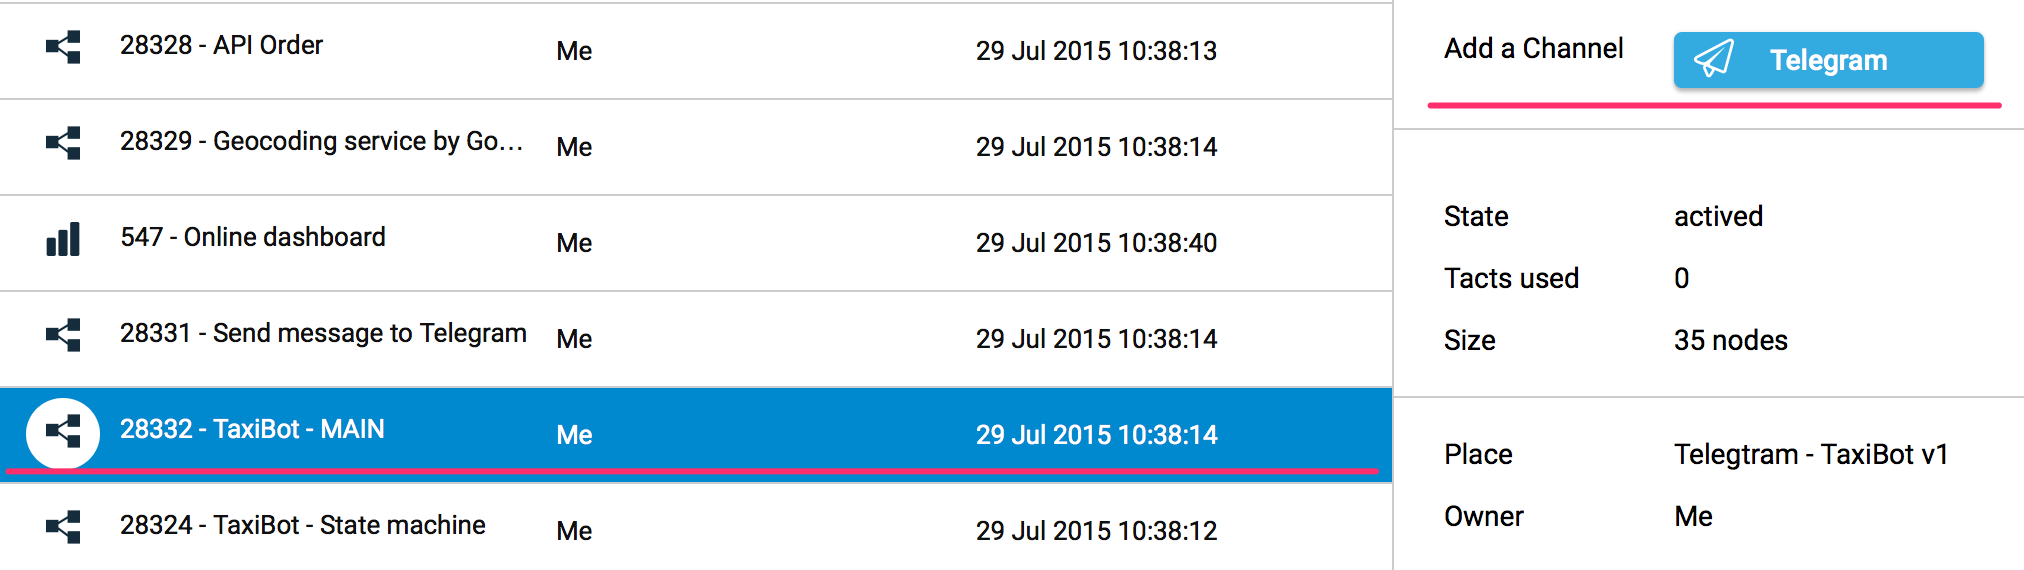 28328 - API Order Me 29 Jul 2015 10:38:13
28329 - Geocoding service by Go... Me 29 Jul 2015 10:38:14
547 - Online dashboard Me 29 Jul 2015 10:38:40
28331 - Send message to Telegram Me 29 Jul 2015 10:38:14
28332 - TaxiBot - MAIN Me 29 Jul 2015 10:38:14
28324 - TaxiBot - State machine Me 29 Jul 2015 10:38:12
Add a Channel Telegram
State actived
Tacts used 0
Size 35 nodes
Place Telegtram - TaxiBot v1
Owner Me